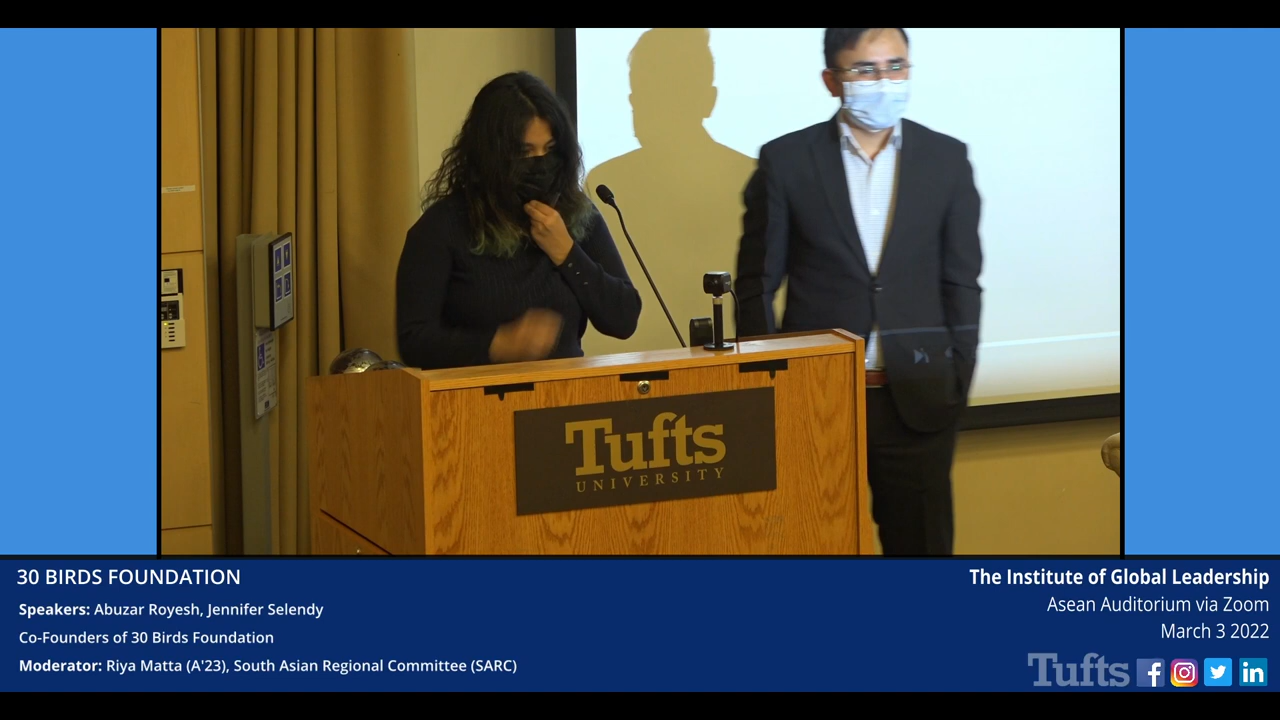 Tufts
UNIVERSITY
30 BIRDS FOUNDATION
Speakers: Abuzar Royesh, Jennifer Selendy
Co-Founders of 30 Birds Foundation
Moderator: Riya Matta (A'23), South Asian Regional Committee (SARC)
The Institute of Global Leadership
Asean Auditorium via Zoom
March 3 2022
Tufts